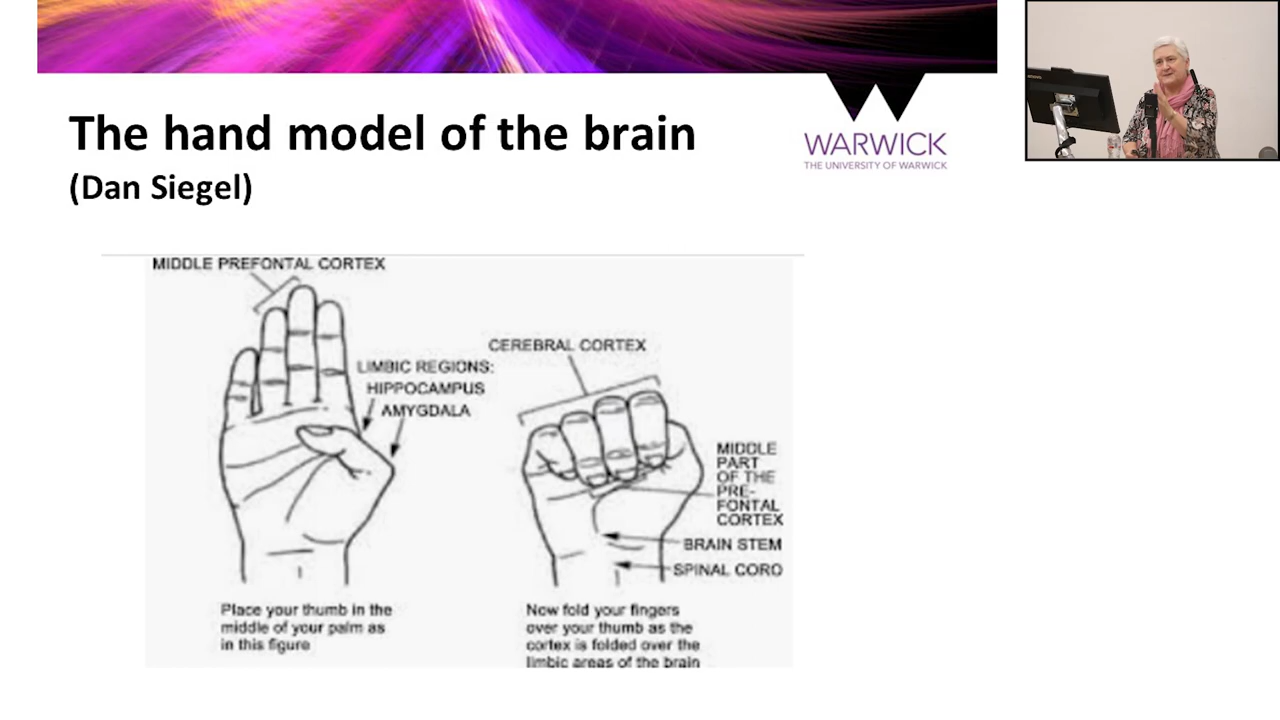 The hand model of the brain
(Dan Siegel)
WARWICK
THE UNIVERSITY OF WARWICK
MIDDLE PREFONTAL CORTEX
LIMBIC REGIONS:
HIPPOCAMPUS
AMYGDALA
CEREBRAL CORTEX
MIDDLE
PART
OF THE
PRE-
FONTAL
CORTEX
BRAIN STEM
SPINAL CORD
Place your thumb in the
middle of your palm as
in this figure
Now fold your fingers
over your thumb as the
cortex is folded over the
limbic areas of the brain